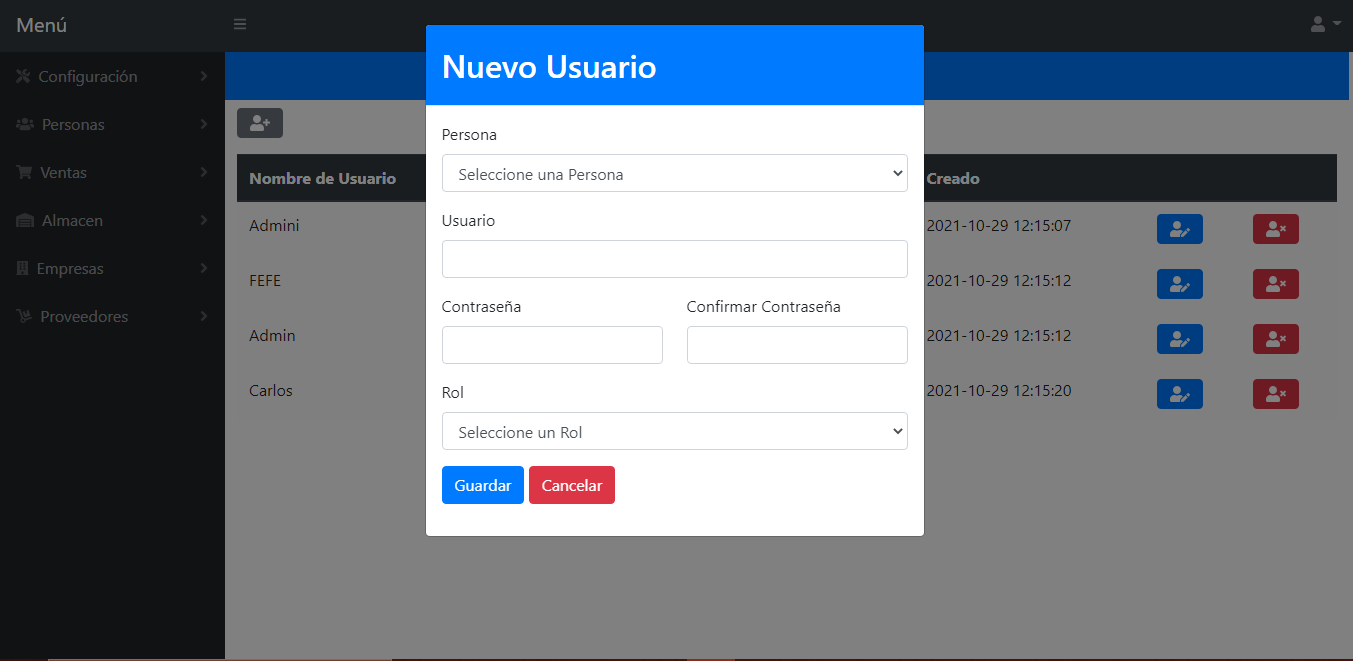 Menú
Nuevo Usuario
Configuración
Personas
Ventas
Almacen
Empresas
Proveedores
Persona
Seleccione una Persona
Usuario
Contraseña Confirmar Contraseña
Rol
Seleccione un Rol
Guardar Cancelar
Nombre de Usuario Creado
Admini 2021-10-29 12:15:07
FEFE 2021-10-29 12:15:12
Admin 2021-10-29 12:15:12
Carlos 2021-10-29 12:15:20